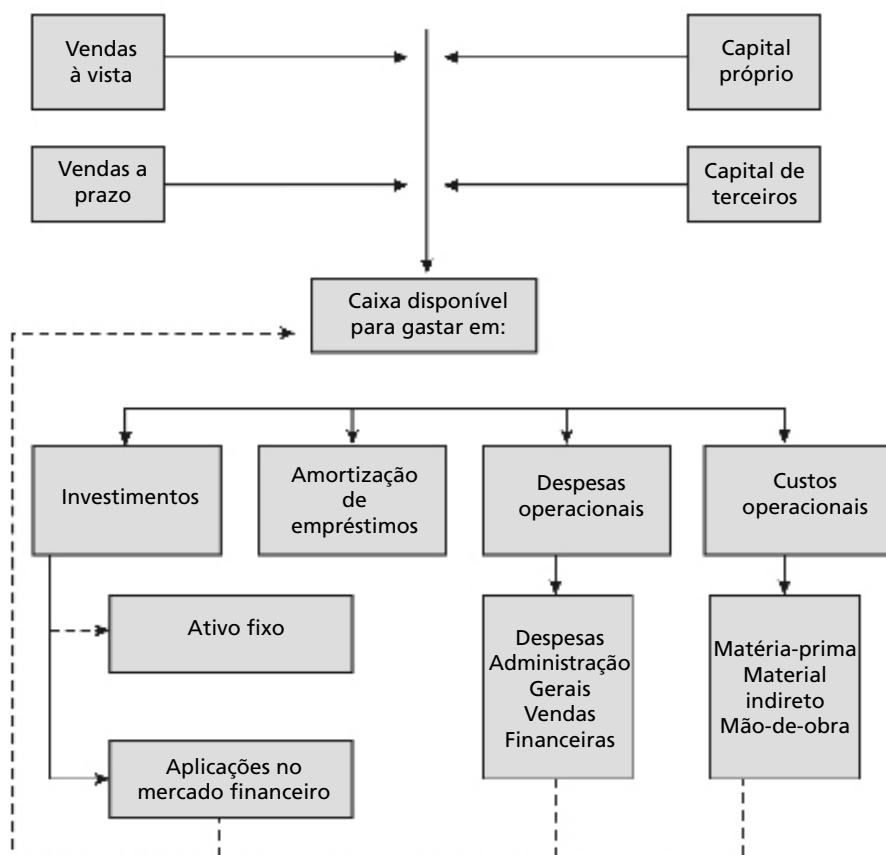 Vendas
à vista
Capital
próprio
Vendas a
prazo
Capital de
terceiros
Caixa disponível
para gastar em:
Investimentos
Amortização
de
empréstimos
Despesas
operacionais
Custos
operacionais
Ativo fixo
Aplicações no
mercado financeiro
Despesas
Administração
Gerais
Vendas
Financeiras
Matéria-prima
Material
indireto
Mão-de-obra